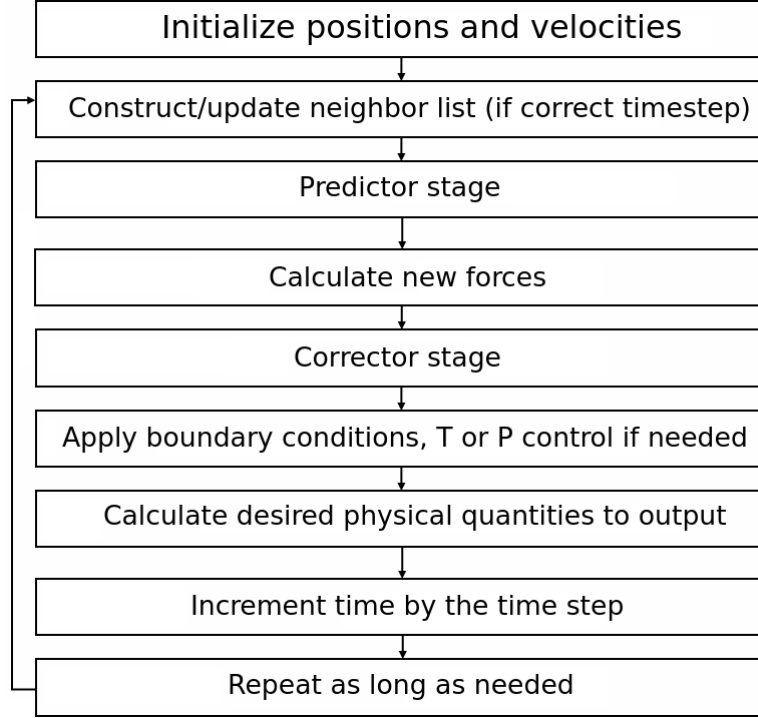 Initialize positions and velocities
Construct/update neighbor list (if correct timestep)
Predictor stage
Calculate new forces
Corrector stage
Apply boundary conditions, T or P control if needed
Calculate desired physical quantities to output
Increment time by the time step
Repeat as long as needed